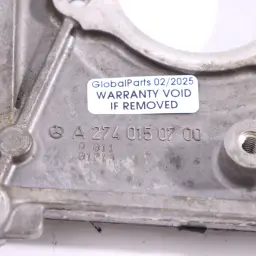 GlobalParts 02/2025
WARRANTY VOID
IF REMOVED
A 274 015 07 00